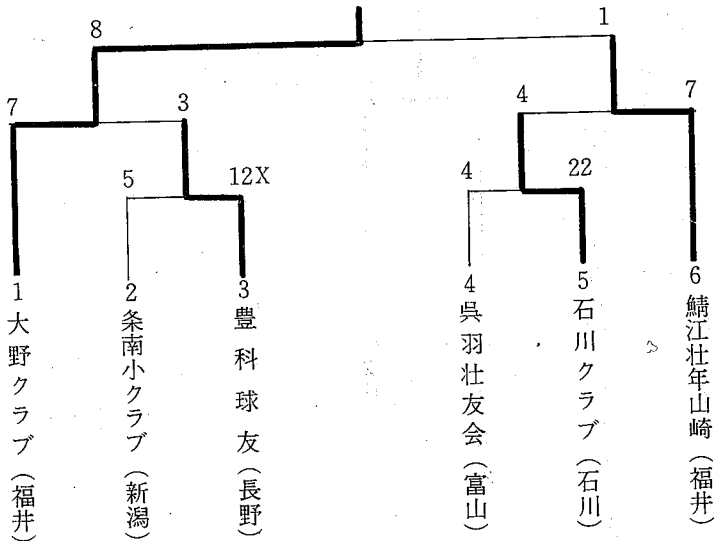 8
1
7
3
4
7
5
12X
4
22
1 大野クラブ(福井)
2 条南小クラブ(新潟)
3 豊科球友(長野)
4 呉羽壮友会(富山)
5 石川クラブ(石川)
6 鯖江壮年山崎(福井)